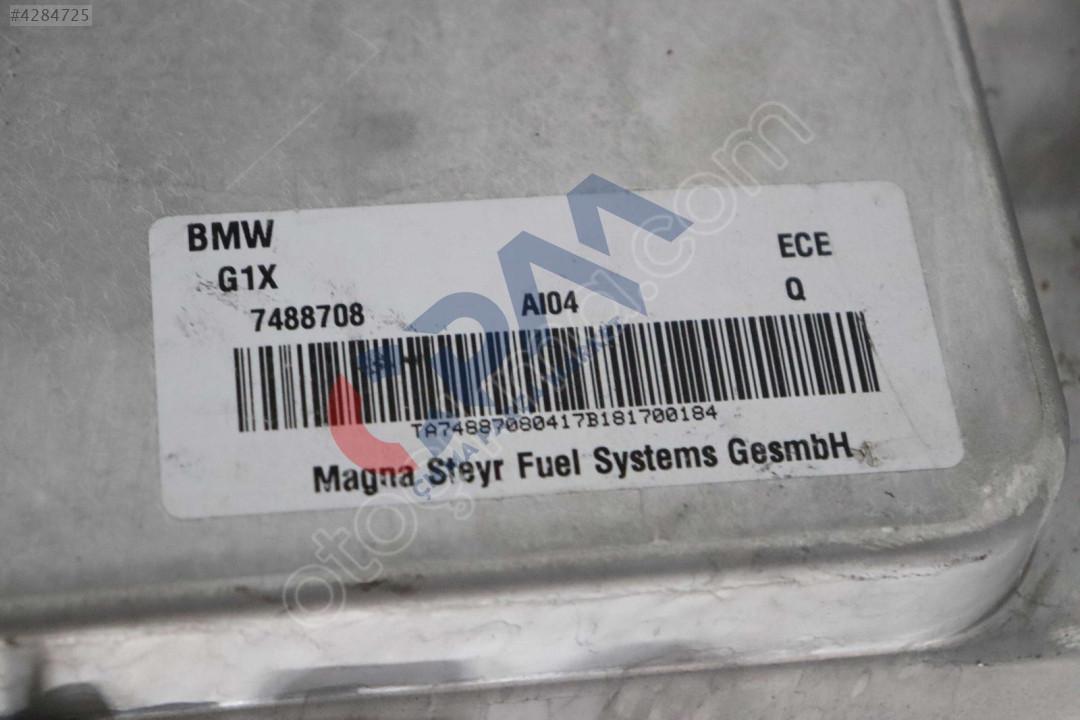 #4284725
BMW
ECE
G1X
Q
7488708
AI04
TA74887080417B181700184
Magna Steyr Fuel Systems GesmbH